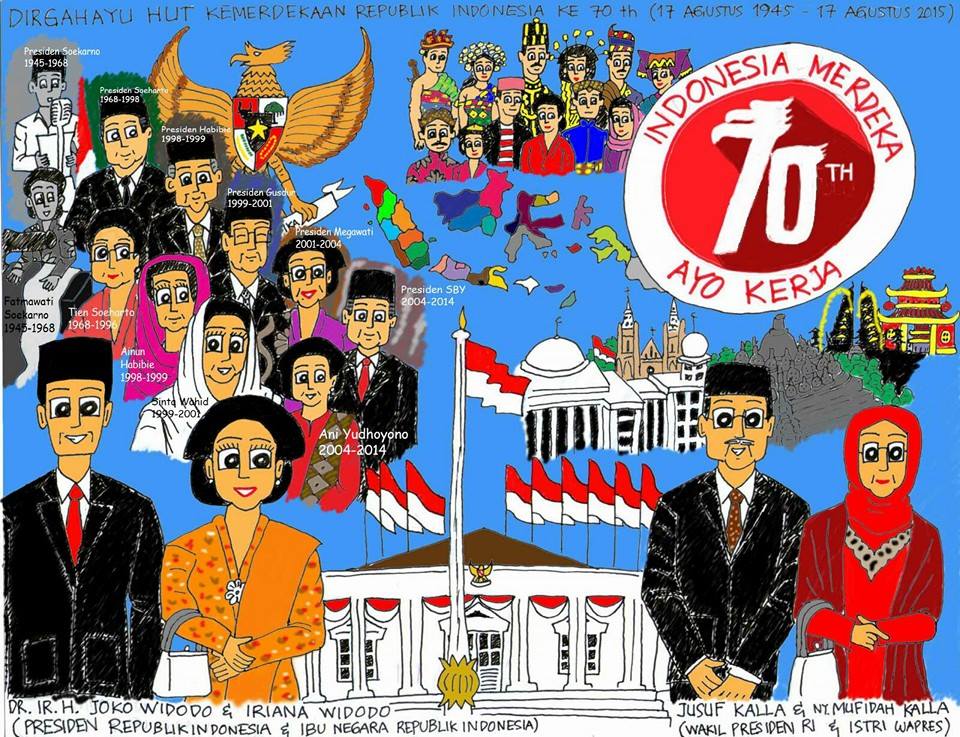 DIRGAHAYU HUT KEMERDEKAAN REPUBLIK INDONESIA KE 70 th (17 AGUSTUS 1945 - 17 AGUSTUS 2015)
Presiden Soekarno
1945-1968
Presiden Soeharto
1968-1998
Presiden Habibie
1998-1999
Presiden Gusdur
1999-2001
Presiden Megawati
2001-2004
Presiden SBY
2004-2014
Fatmawati
Soekarno
1945-1968
Tien Soeharto
1968-1996
Ainun
Habibie
1998-1999
Sinta Wahid
1999-2001
Ani Yudhoyono
2004-2014
INDONESIA MERDEKA
70TH
AYO KERJA
DR. IR. H. JOKO WIDODO & IRIANA WIDODO
(PRESIDEN REPUBLIK INDONESIA & IBU NEGARA REPUBLIK INDONESIA)
JUSUF KALLA & NY. MUFIDAH KALLA
(WAKIL PRESIDEN RI & ISTRI WAPRES)